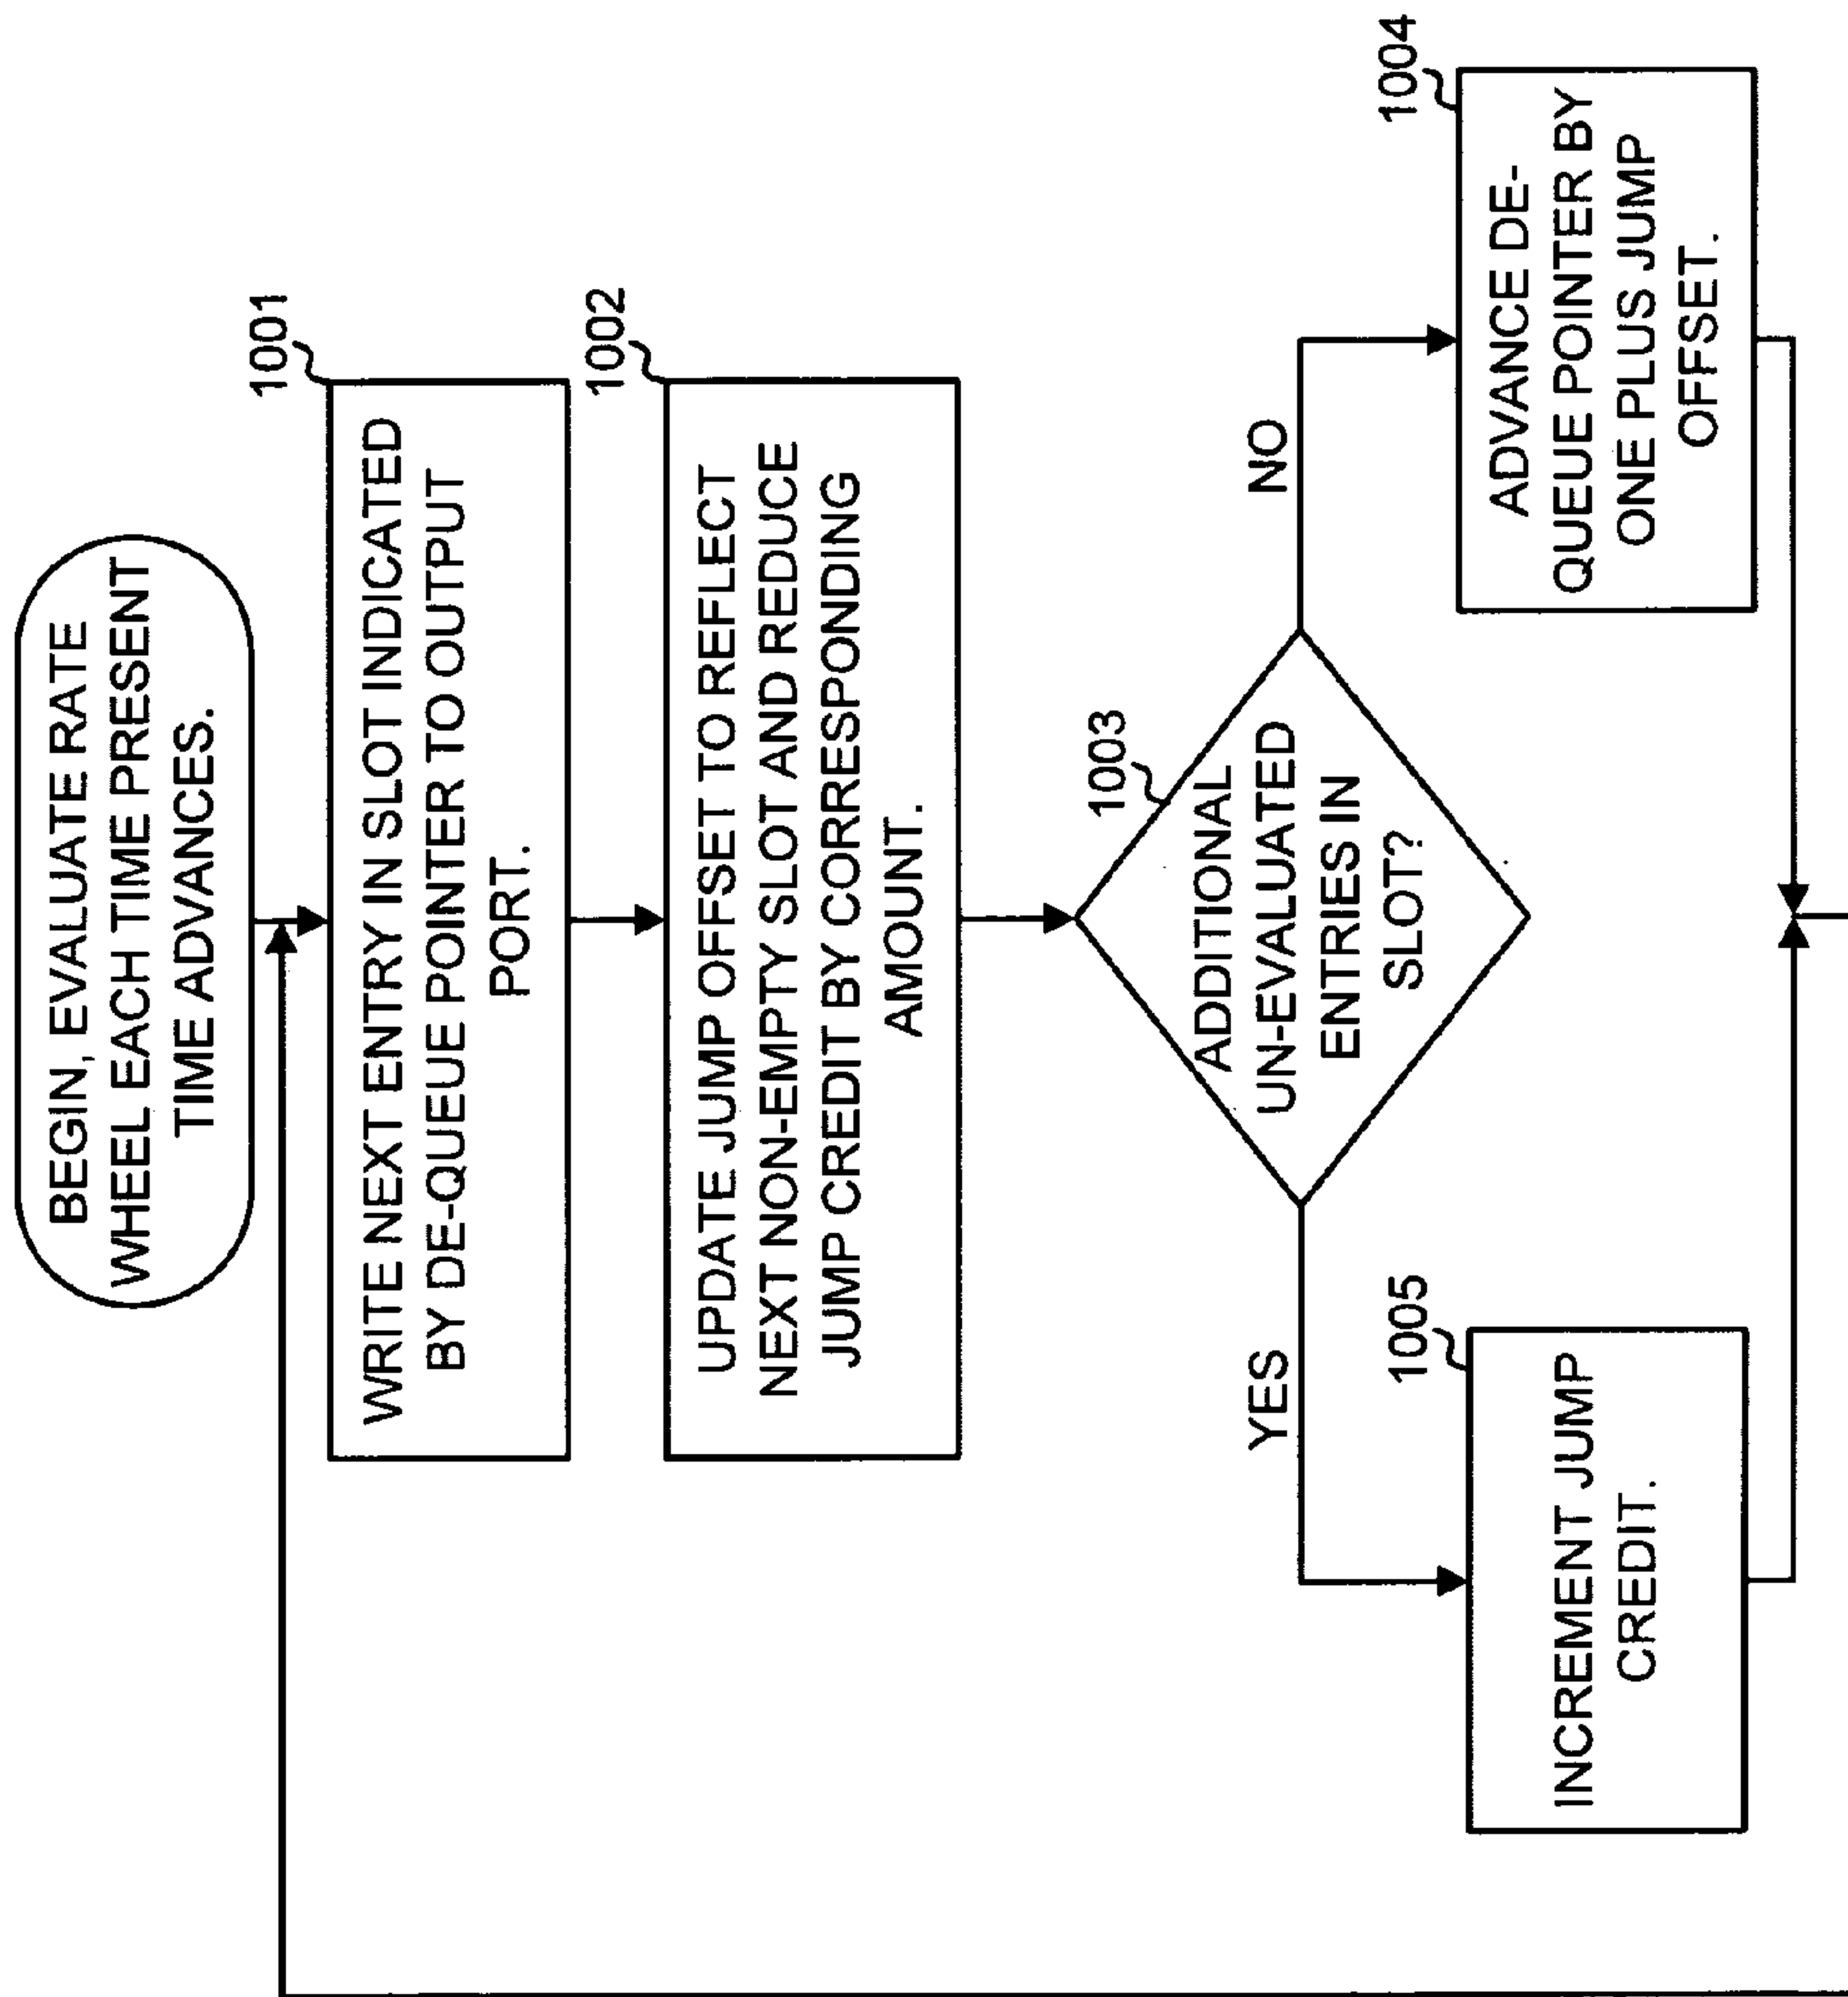 BEGIN, EVALUATE RATE
WHEEL EACH TIME PRESENT
TIME ADVANCES.
1001
WRITE NEXT ENTRY IN SLOT INDICATED
BY DE-QUEUE POINTER TO OUTPUT
PORT.
1002
UPDATE JUMP OFFSET TO REFLECT
NEXT NON-EMPTY SLOT AND REDUCE
JUMP CREDIT BY CORRESPONDING
AMOUNT.
1003
ADDITIONAL
UN-EVALUATED
ENTRIES IN
SLOT?
YES
NO
1005
INCREMENT JUMP
CREDIT.
1004
ADVANCE DE-
QUEUE POINTER BY
ONE PLUS JUMP
OFFSET.